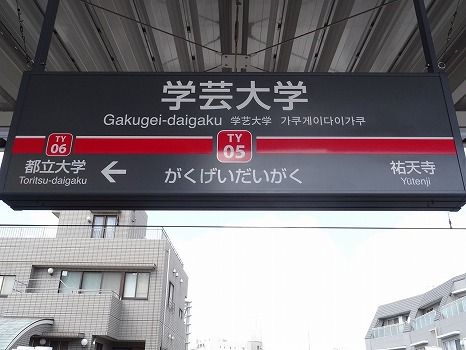 学芸大学
Gakugei-daigaku 学艺大学 가쿠게이다이가쿠
TY 06
TY 05
都立大学
Toritsu-daigaku
←
がくげいだいがく
祐天寺
Yūtenji